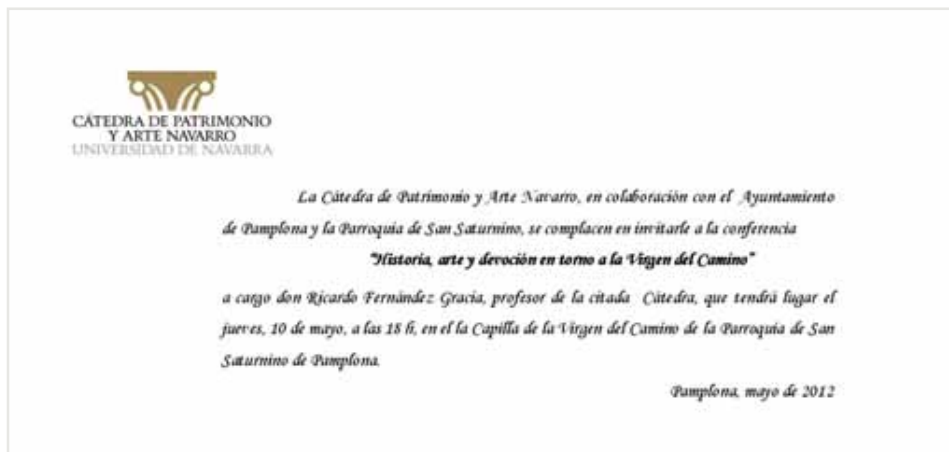 CÁTEDRA DE PATRIMONIO
Y ARTE NAVARRO
UNIVERSIDAD DE NAVARRA
La Cátedra de Patrimonio y Arte Navarro, en colaboración con el Ayuntamiento
de Pamplona y la Parroquia de San Saturnino, se complacen en invitarle a la conferencia
"Historia, arte y devoción en torno a la Virgen del Camino"
a cargo don Ricardo Fernández Gracia, profesor de la citada Cátedra, que tendrá lugar el
jueves, 10 de mayo, a las 18 h, en el la Capilla de la Virgen del Camino de la Parroquia de San
Saturnino de Pamplona.
Pamplona, mayo de 2012